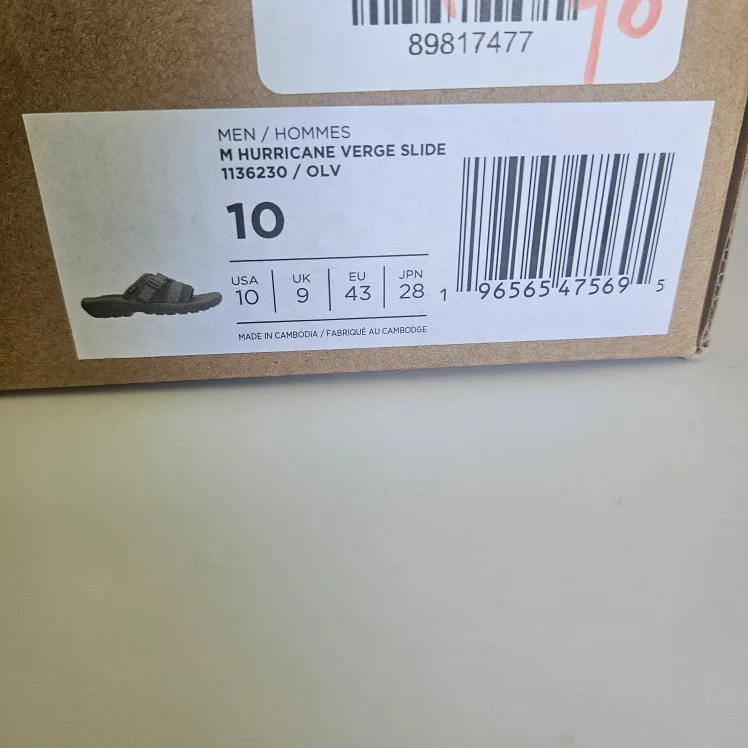 89817477
MEN / HOMMES
M HURRICANE VERGE SLIDE
1136230 / OLV
10
USA UK EU JPN
10 9 43 28
MADE IN CAMBODIA / FABRIQUÉ AU CAMBODGE
1 96565 47569 5